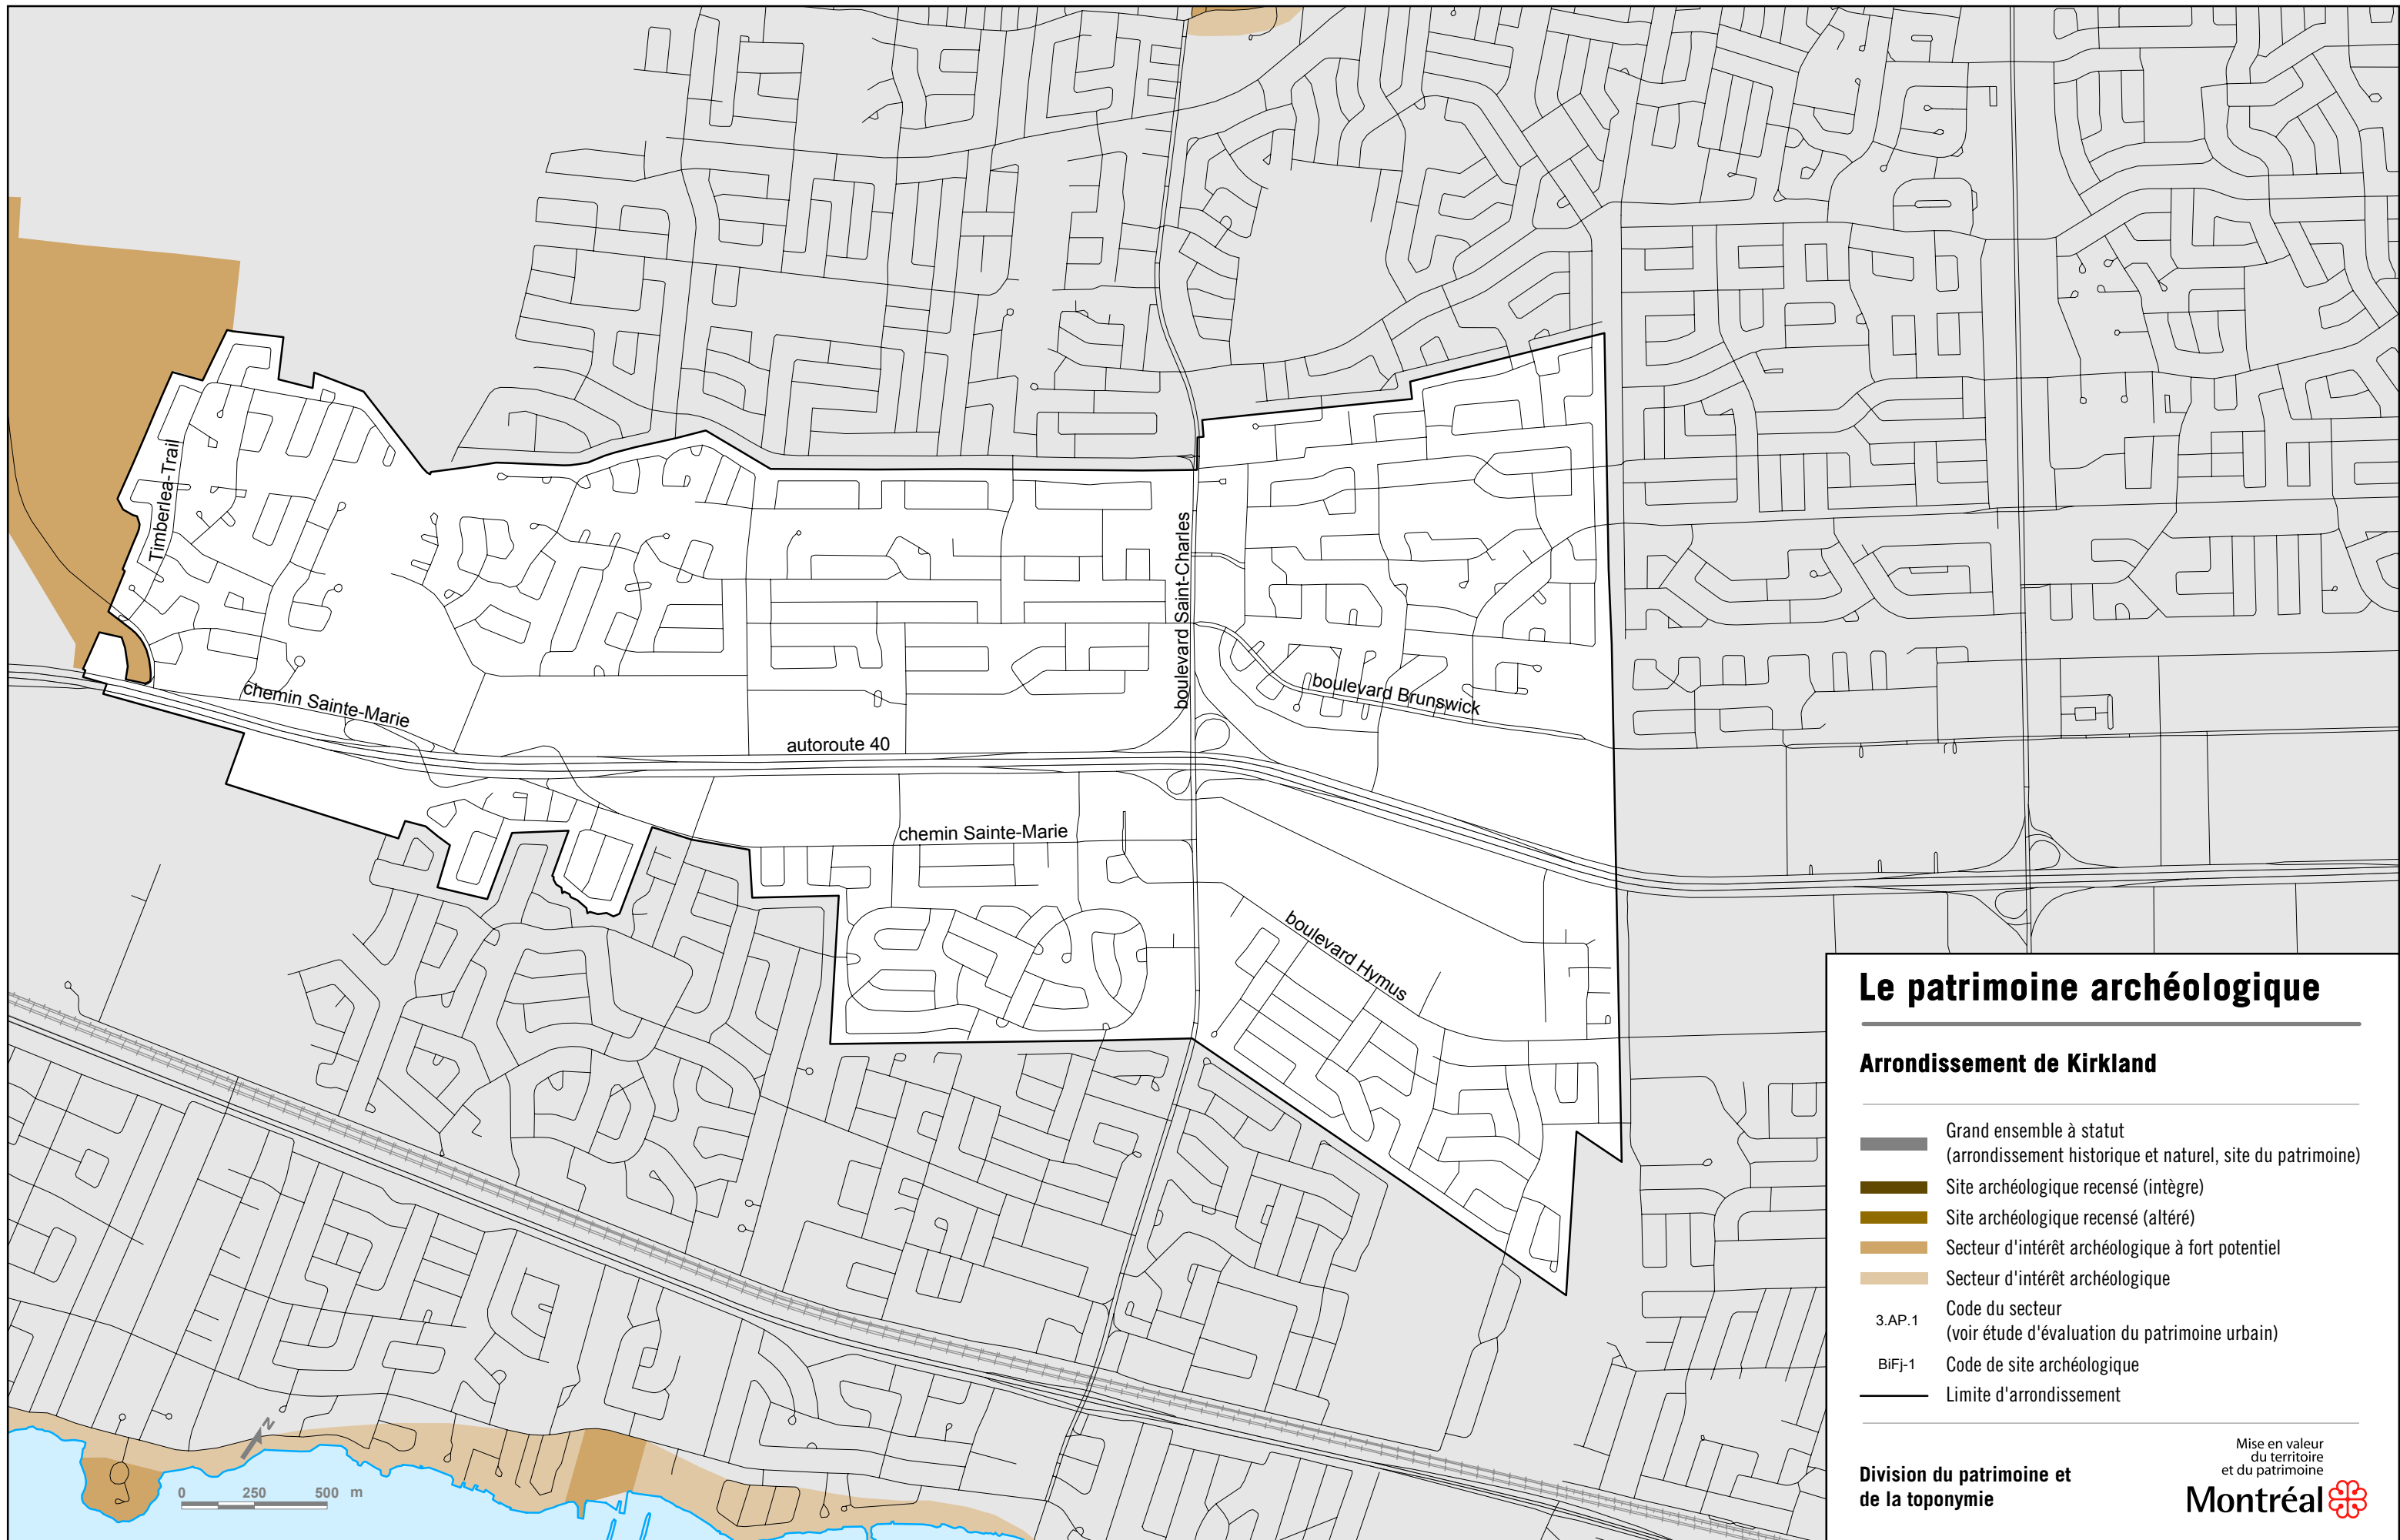 Timberlea-Trail
boulevard Saint-Charles
boulevard Brunswick
chemin Sainte-Marie
autoroute 40
chemin Sainte-Marie
boulevard Hymus
N
0 250 500 m
Le patrimoine archéologique
Arrondissement de Kirkland
Grand ensemble à statut
(arrondissement historique et naturel, site du patrimoine)
Site archéologique recensé (intègre)
Site archéologique recensé (altéré)
Secteur d'intérêt archéologique à fort potentiel
Secteur d'intérêt archéologique
3.AP.1 Code du secteur
(voir étude d'évaluation du patrimoine urbain)
BiFj-1 Code de site archéologique
Limite d'arrondissement
Division du patrimoine et
de la toponymie
Mise en valeur
du territoire
et du patrimoine
Montréal